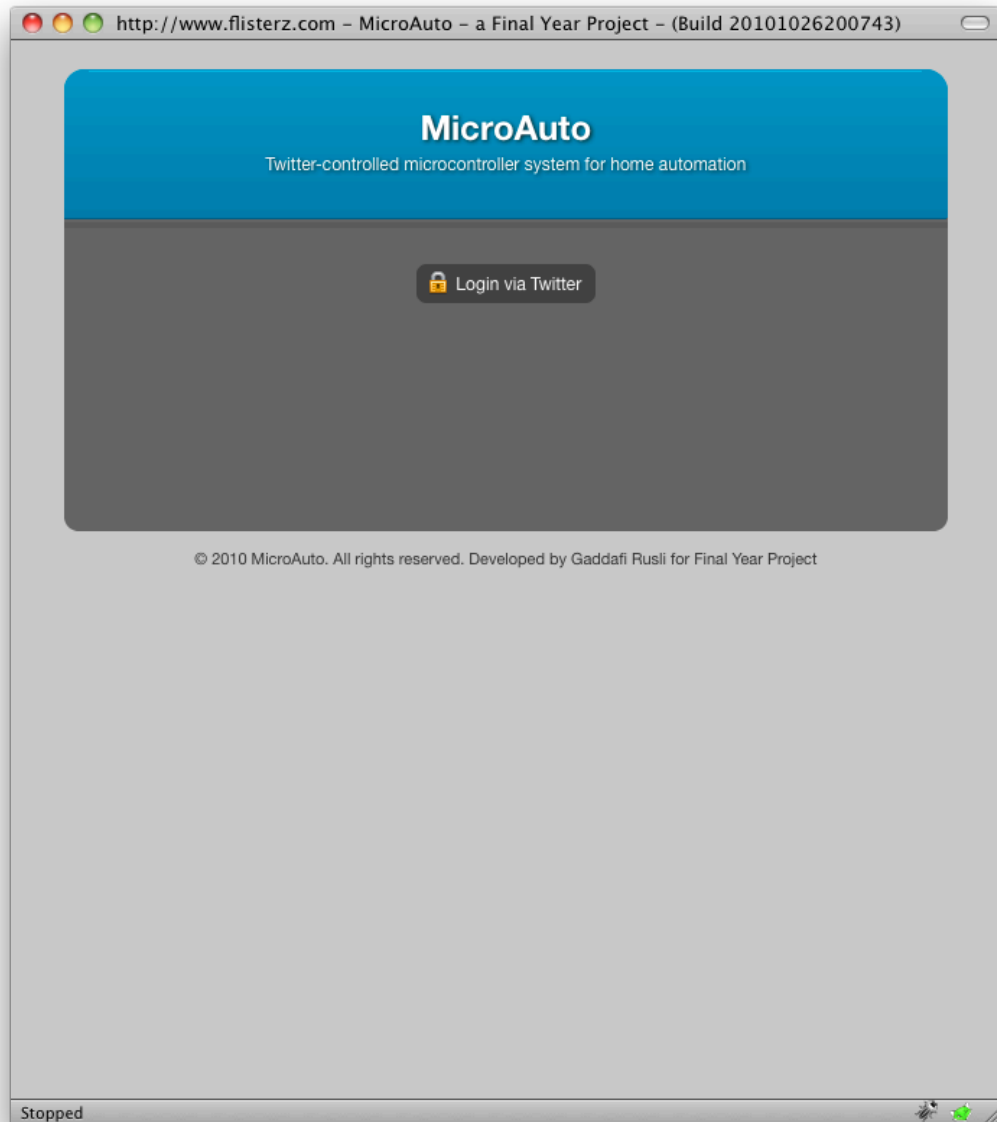 http://www.flisterz.com – MicroAuto – a Final Year Project – (Build 20101026200743)
MicroAuto
Twitter-controlled microcontroller system for home automation
Login via Twitter
© 2010 MicroAuto. All rights reserved. Developed by Gaddafi Rusli for Final Year Project
Stopped